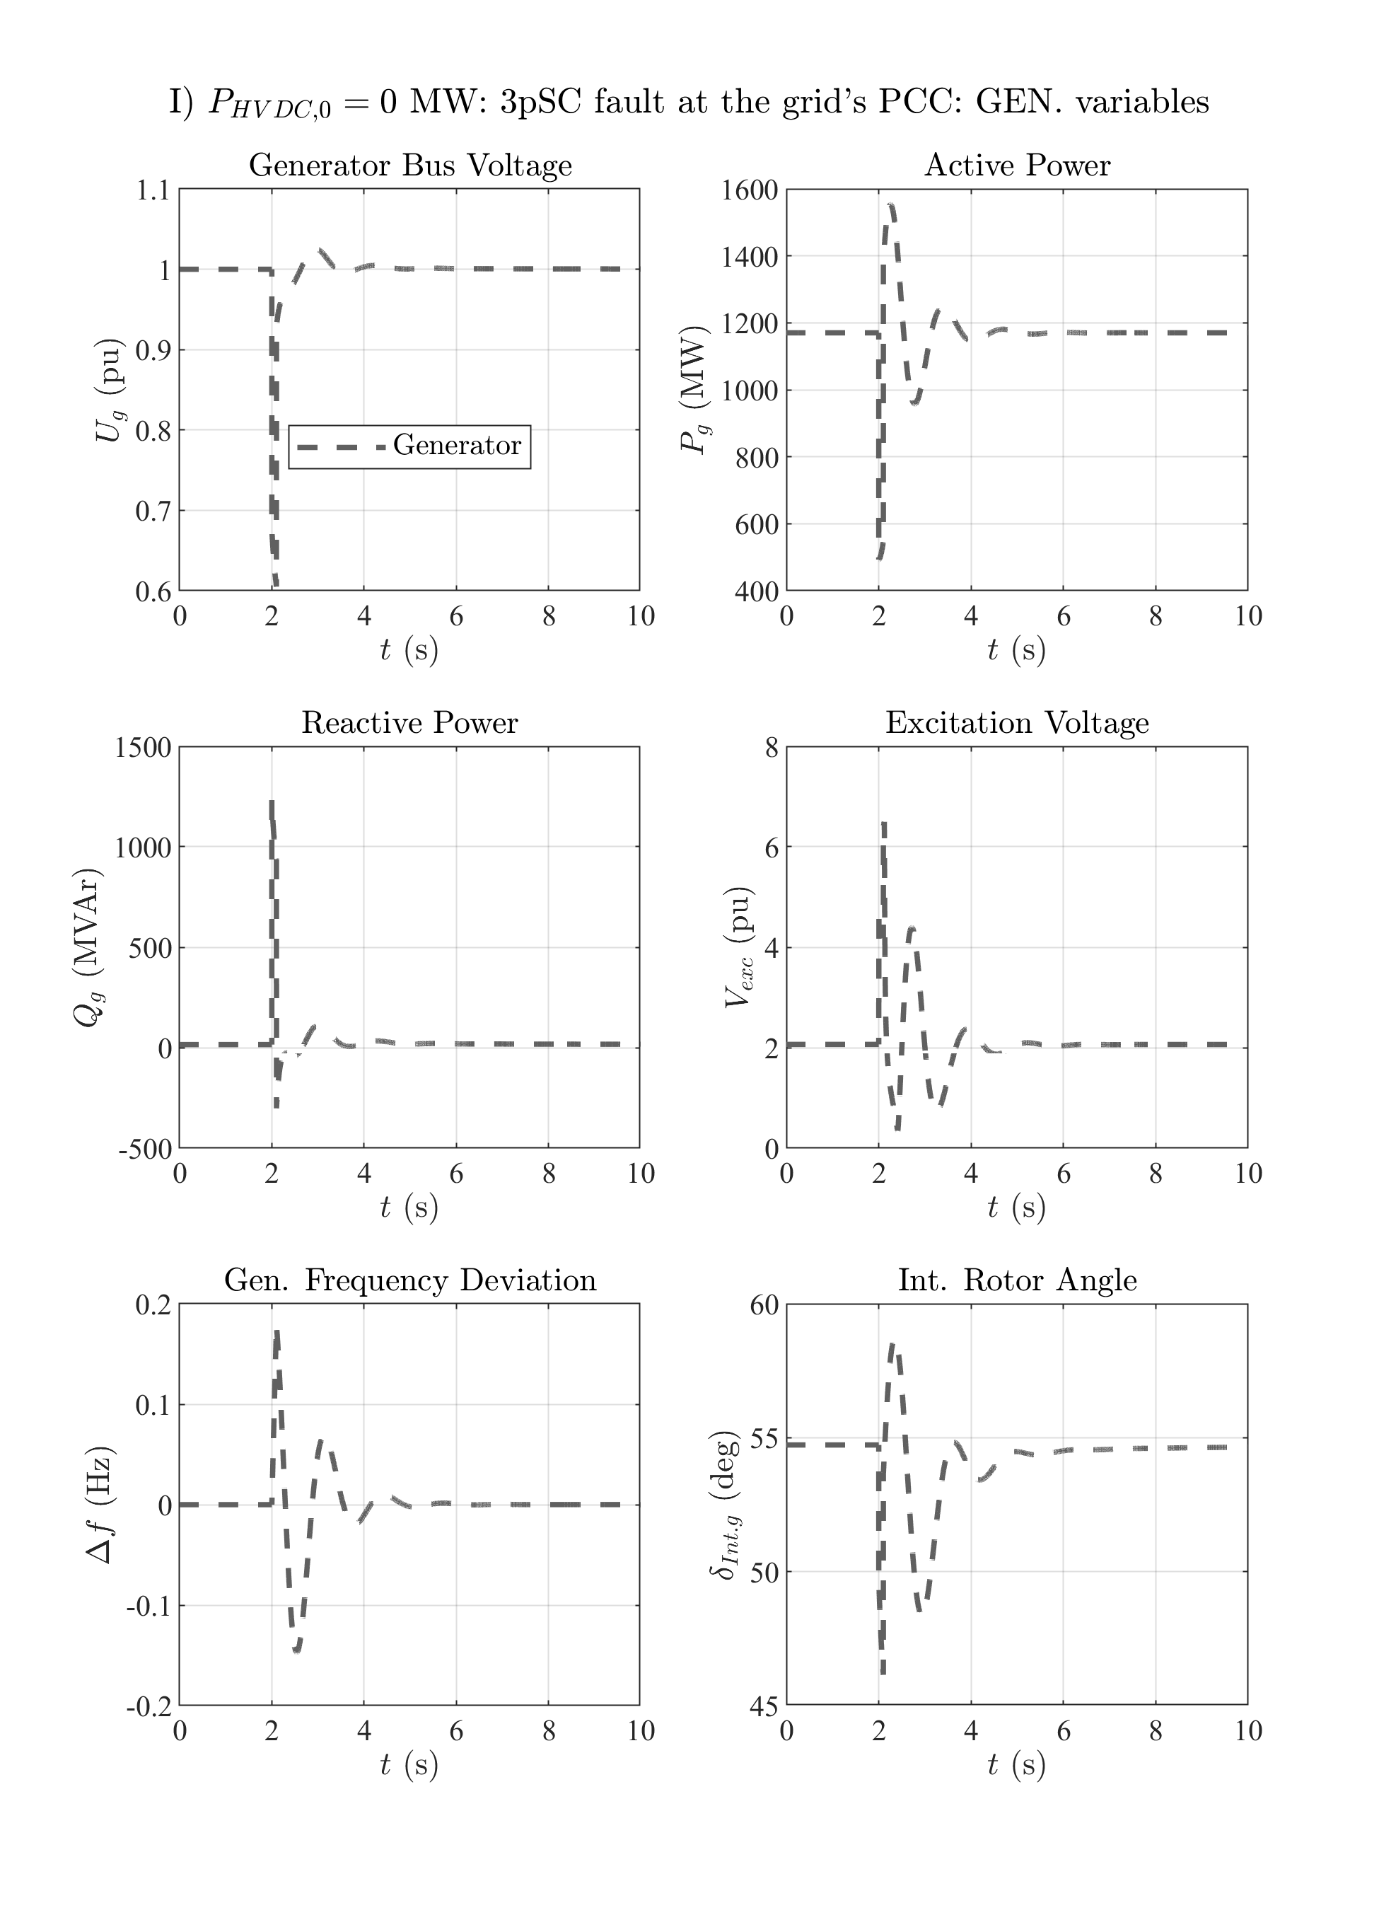 I) P_{HVDC,0} = 0 MW: 3pSC fault at the grid's PCC: GEN. variables
Generator Bus Voltage
1.1
1
0.9
0.8
0.7
0.6
U_g (pu)
Generator
0 2 4 6 8 10
t (s)
Active Power
1600
1400
1200
1000
800
600
400
P_g (MW)
0 2 4 6 8 10
t (s)
Reactive Power
1500
1000
500
0
-500
Q_g (MVAr)
0 2 4 6 8 10
t (s)
Excitation Voltage
8
6
4
2
0
V_{exc} (pu)
0 2 4 6 8 10
t (s)
Gen. Frequency Deviation
0.2
0.1
0
-0.1
-0.2
Δf (Hz)
0 2 4 6 8 10
t (s)
Int. Rotor Angle
60
55
50
45
δ_{Int.g} (deg)
0 2 4 6 8 10
t (s)